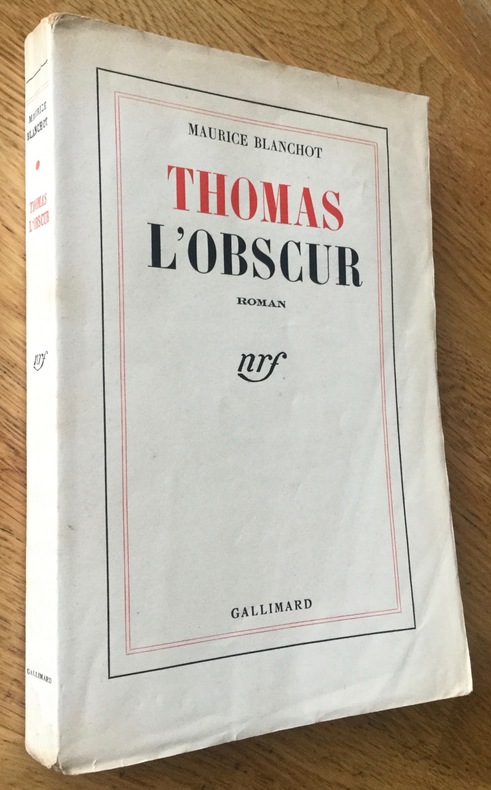 MAURICE BLANCHOT
THOMAS
L'OBSCUR
ROMAN
nrf
GALLIMARD
MAURICE
BLANCHOT
THOMAS
L'OBSCUR
nrf
GALLIMARD